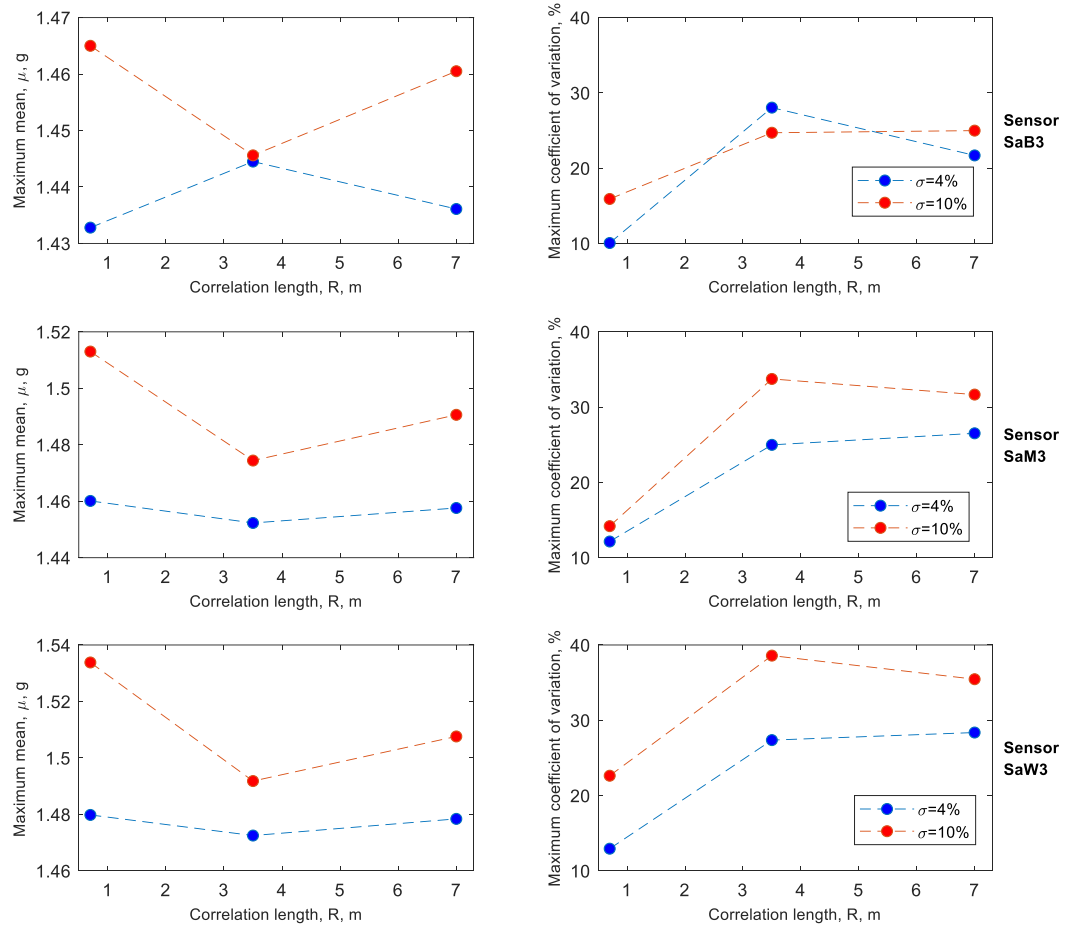 Maximum mean, μ, g
1.47
1.46
1.45
1.44
1.43
1 2 3 4 5 6 7
Correlation length, R, m
Maximum coefficient of variation, %
40
30
20
10
σ=4%
σ=10%
1 2 3 4 5 6 7
Correlation length, R, m
Sensor
SaB3
Maximum mean, μ, g
1.52
1.5
1.48
1.46
1.44
1 2 3 4 5 6 7
Correlation length, R, m
Maximum coefficient of variation, %
40
30
20
10
σ=4%
σ=10%
1 2 3 4 5 6 7
Correlation length, R, m
Sensor
SaM3
Maximum mean, μ, g
1.54
1.52
1.5
1.48
1.46
1 2 3 4 5 6 7
Correlation length, R, m
Maximum coefficient of variation, %
40
30
20
10
σ=4%
σ=10%
1 2 3 4 5 6 7
Correlation length, R, m
Sensor
SaW3